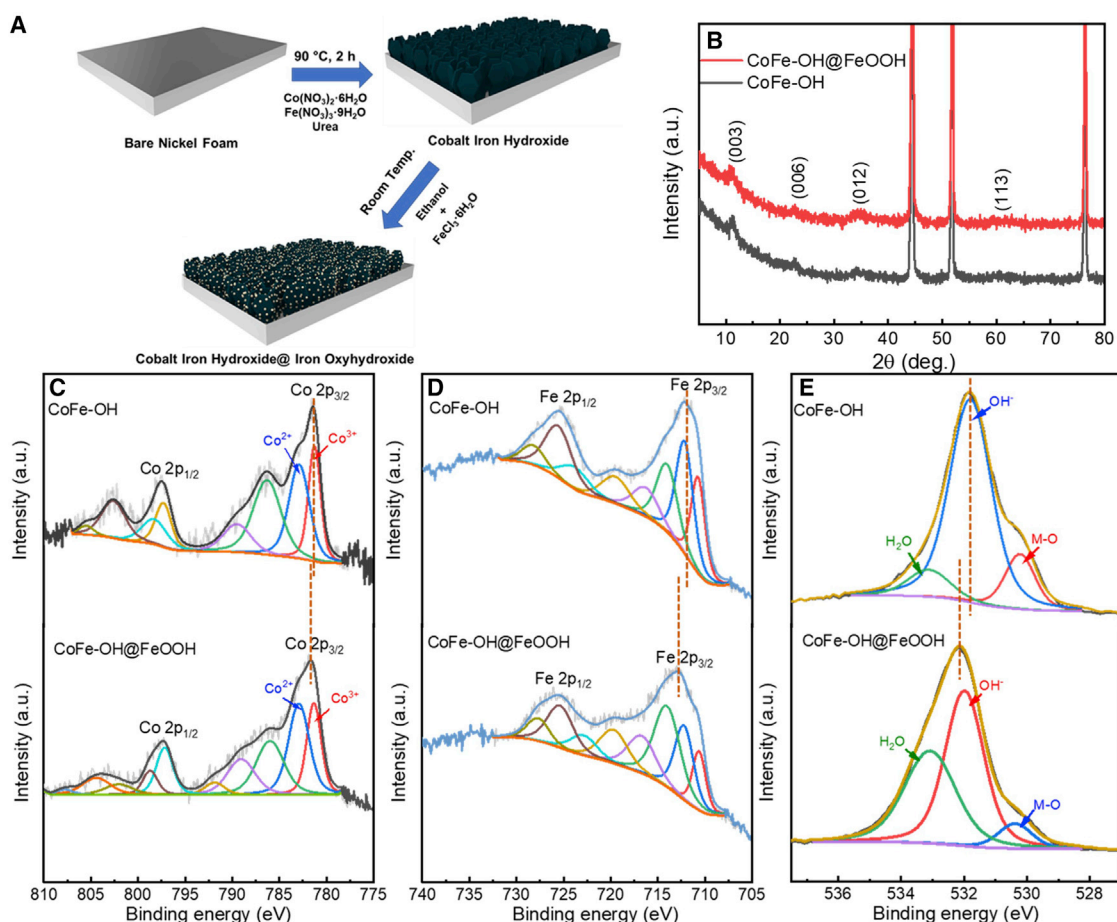 A
90 °C, 2 h
Co(NO₃)₂·6H₂O
Fe(NO₃)₃·9H₂O
Urea
Bare Nickel Foam
Cobalt Iron Hydroxide
Room Temp.
Ethanol
+
FeCl₃·6H₂O
Cobalt Iron Hydroxide@ Iron Oxyhydroxide
B
CoFe-OH@FeOOH
CoFe-OH
(003)
(006)
(012)
(113)
Intensity (a.u.)
10 20 30 40 50 60 70 80
2θ (deg.)
C
CoFe-OH
Co 2p₃/₂
Co²⁺
Co³⁺
Co 2p₁/₂
Intensity (a.u.)
CoFe-OH@FeOOH
Co 2p₃/₂
Co²⁺
Co³⁺
Co 2p₁/₂
Intensity (a.u.)
810 805 800 795 790 785 780 775
Binding energy (eV)
D
CoFe-OH
Fe 2p₃/₂
Fe 2p₁/₂
Intensity (a.u.)
CoFe-OH@FeOOH
Fe 2p₃/₂
Fe 2p₁/₂
Intensity (a.u.)
740 735 730 725 720 715 710 705
Binding energy (eV)
E
CoFe-OH
OH⁻
H₂O
M-O
Intensity (a.u.)
CoFe-OH@FeOOH
OH⁻
H₂O
M-O
Intensity (a.u.)
536 534 532 530 528
Binding energy (eV)